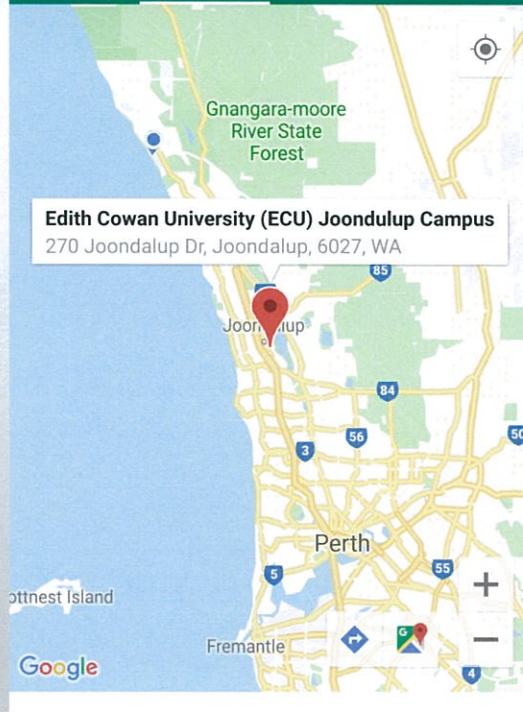 Gnangara-moore
River State
Forest
Edith Cowan University (ECU) Joondulup Campus
270 Joondalup Dr, Joondalup, 6027, WA
85
84
56
50
3
Perth
5
55
ottnest Island
Fremantle
G
4
Google